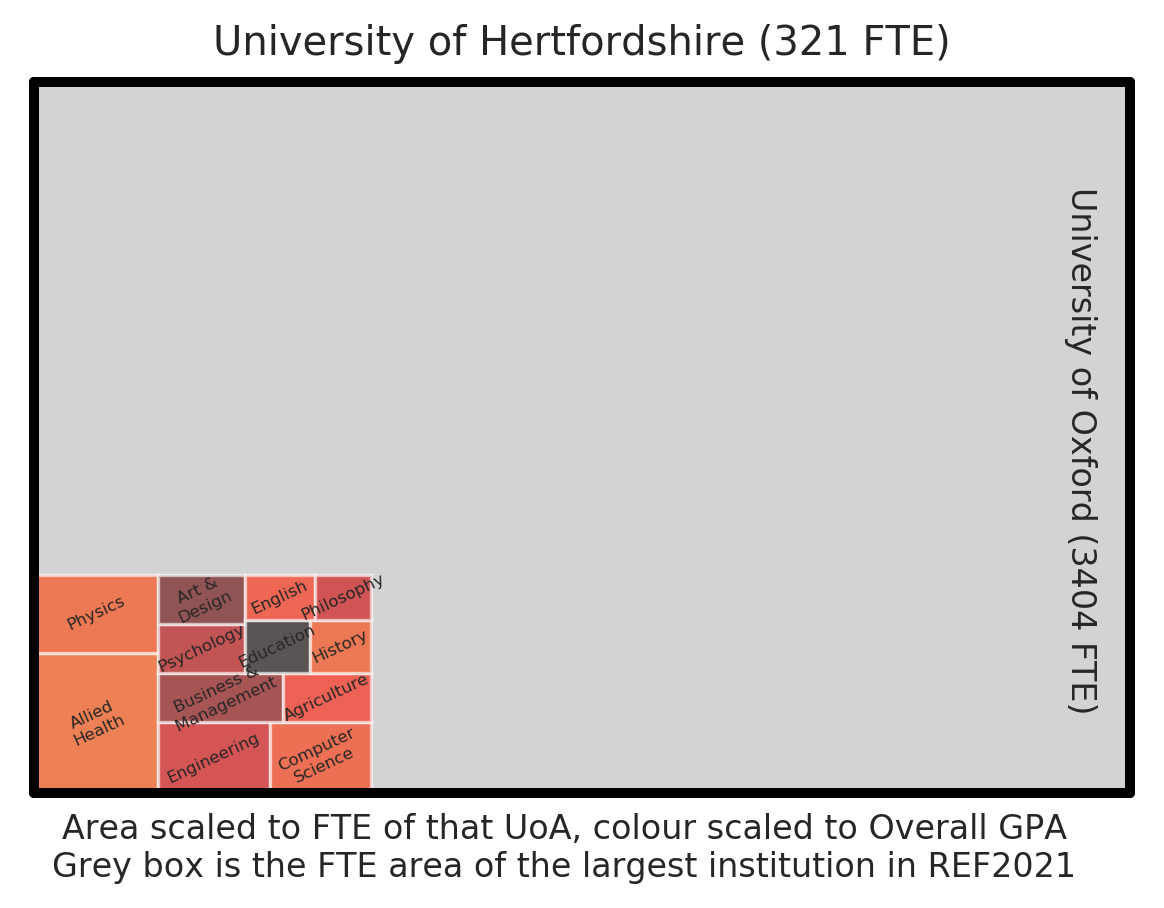 University of Hertfordshire (321 FTE)
University of Oxford (3404 FTE)
Physics
Art &
Design
English
Philosophy
Psychology
Education
History
Allied
Health
Business &
Management
Agriculture
Engineering
Computer
Science
Area scaled to FTE of that UoA, colour scaled to Overall GPA
Grey box is the FTE area of the largest institution in REF2021